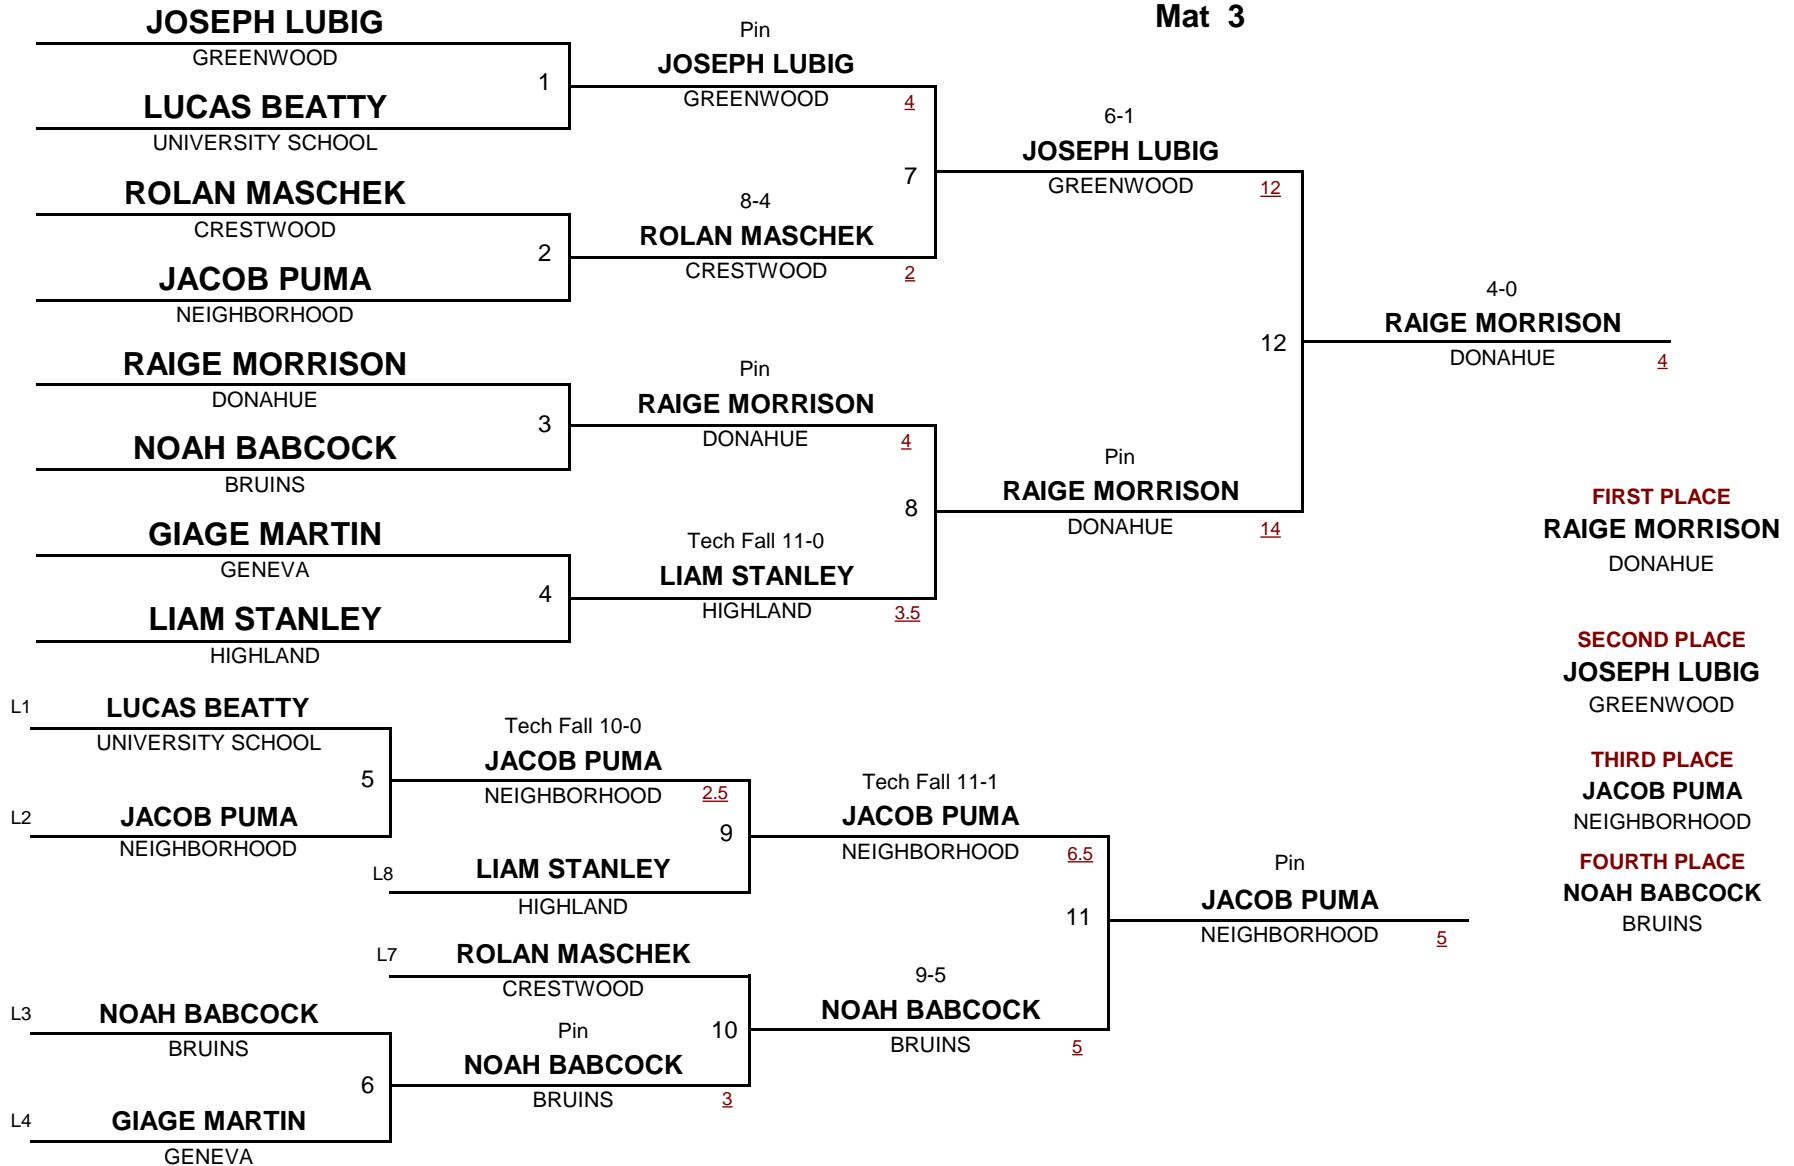 Mat 3
JOSEPH LUBIG
GREENWOOD
1
LUCAS BEATTY
UNIVERSITY SCHOOL
ROLAN MASCHEK
CRESTWOOD
2
JACOB PUMA
NEIGHBORHOOD
RAIGE MORRISON
DONAHUE
3
NOAH BABCOCK
BRUINS
GIAGE MARTIN
GENEVA
4
LIAM STANLEY
HIGHLAND
Pin
JOSEPH LUBIG
GREENWOOD 4
7
8-4
ROLAN MASCHEK
CRESTWOOD 2
Pin
RAIGE MORRISON
DONAHUE 4
8
Tech Fall 11-0
LIAM STANLEY
HIGHLAND 3.5
6-1
JOSEPH LUBIG
GREENWOOD 12
12
Pin
RAIGE MORRISON
DONAHUE 14
4-0
RAIGE MORRISON
DONAHUE 4
L1 LUCAS BEATTY
UNIVERSITY SCHOOL
5
L2 JACOB PUMA
NEIGHBORHOOD
L3 NOAH BABCOCK
BRUINS
6
L4 GIAGE MARTIN
GENEVA
Tech Fall 10-0
JACOB PUMA
NEIGHBORHOOD 2.5
9
L8 LIAM STANLEY
HIGHLAND
L7 ROLAN MASCHEK
CRESTWOOD
10
Pin
NOAH BABCOCK
BRUINS 3
Tech Fall 11-1
JACOB PUMA
NEIGHBORHOOD 6.5
11
9-5
NOAH BABCOCK
BRUINS 5
Pin
JACOB PUMA
NEIGHBORHOOD 5
FIRST PLACE
RAIGE MORRISON
DONAHUE
SECOND PLACE
JOSEPH LUBIG
GREENWOOD
THIRD PLACE
JACOB PUMA
NEIGHBORHOOD
FOURTH PLACE
NOAH BABCOCK
BRUINS